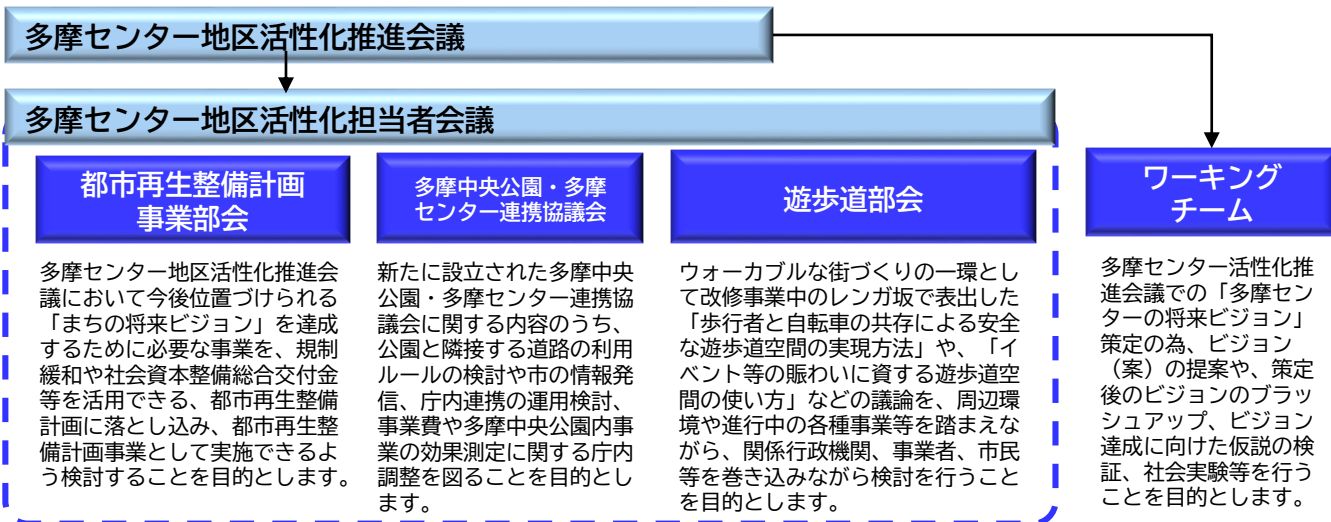 多摩センター地区活性化推進会議
多摩センター地区活性化担当者会議
都市再生整備計画
事業部会
多摩センター地区活性化推進会
議において今後位置づけられる
「まちの将来ビジョン」を達成
するために必要な事業を、規制
緩和や社会資本整備総合交付金
等を活用できる、都市再生整備
計画に落とし込み、都市再生整
備計画事業として実施できるよ
う検討することを目的とします。
多摩中央公園・多摩
センター連携協議会
新たに設立された多摩中央
公園・多摩センター連携協
議会に関する内容のうち、
公園と隣接する道路の利用
ルールの検討や市の情報発
信、庁内連携の運用検討、
事業費や多摩中央公園内事
業の効果測定に関する庁内
調整を図ることを目的とし
ます。
遊歩道部会
ウォーカブルな街づくりの一環とし
て改修事業中のレンガ坂で表出した
「歩行者と自転車の共存による安全
な遊歩道空間の実現方法」や、「イ
ベント等の賑わいに資する遊歩道空
間の使い方」などの議論を、周辺環
境や進行中の各種事業等を踏まえな
がら、関係行政機関、事業者、市民
等を巻き込みながら検討を行うこと
を目的とします。
ワーキング
チーム
多摩センター活性化推
進会議での「多摩セン
ターの将来ビジョン」
策定の為、ビジョン
（案）の提案や、策定
後のビジョンのブラッ
シュアップ、ビジョン
達成に向けた仮説の検
証、社会実験等を行う
ことを目的とします。